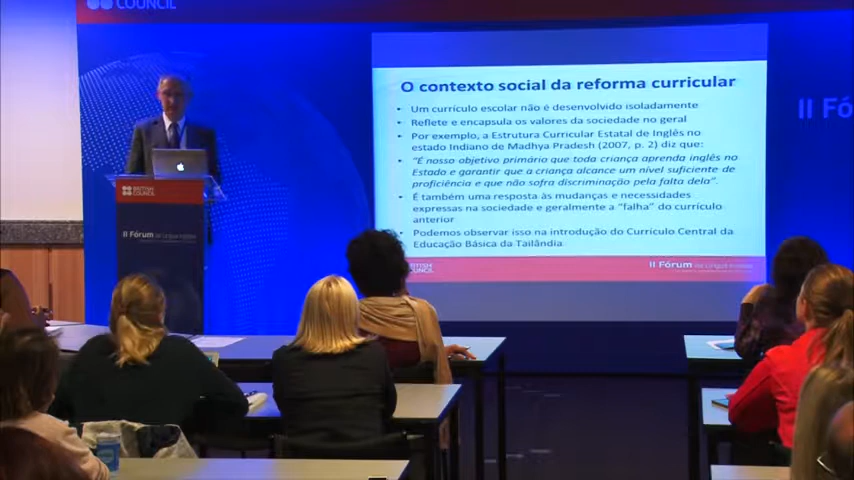 COUNCIL
O contexto social da reforma curricular
• Um currículo escolar não é desenvolvido isoladamente
• Reflete e encapsula os valores da sociedade no geral
• Por exemplo, a Estrutura Curricular Estatal de Inglês no
estado Indiano de Madhya Pradesh (2007, p. 2) diz que:
• "É nosso objetivo primário que toda criança aprenda inglês no
Estado e garantir que a criança alcance um nível suficiente de
proficiência e que não sofra discriminação pela falta dela".
• É também uma resposta às mudanças e necessidades
expressas na sociedade e geralmente a "falha" do currículo
anterior
• Podemos observar isso na introdução do Currículo Central da
Educação Básica da Tailândia
II Fó
BRITISH
COUNCIL
II Fórum
BRITISH
COUNCIL
II Fórum